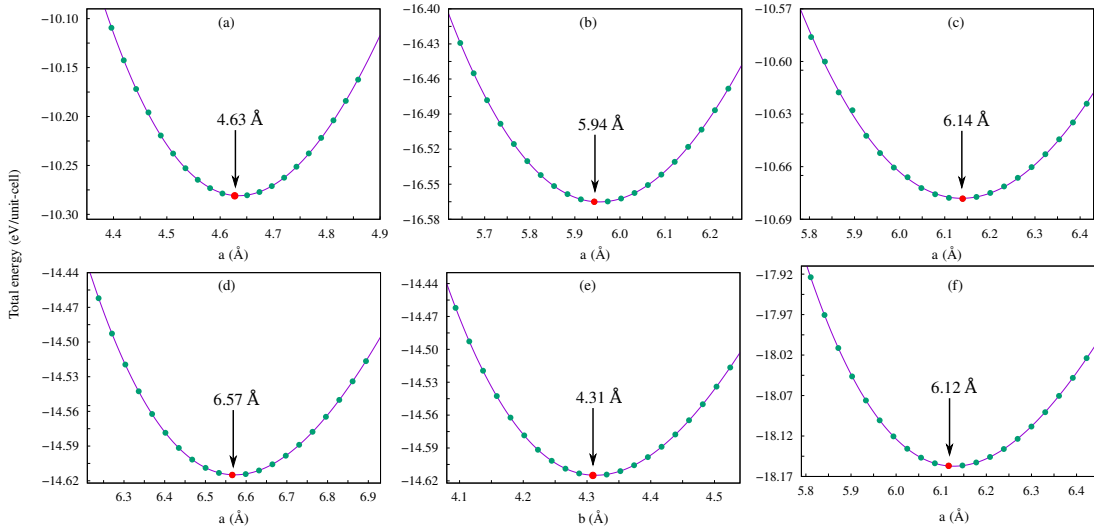 Total energy (eV/unit-cell)
(a)
−10.10
−10.15
−10.20
−10.25
−10.30
4.63 Å
4.4 4.5 4.6 4.7 4.8 4.9
a (Å)
(b)
−16.40
−16.43
−16.46
−16.49
−16.52
−16.55
−16.58
5.94 Å
5.7 5.8 5.9 6.0 6.1 6.2
a (Å)
(c)
−10.57
−10.60
−10.63
−10.66
−10.69
6.14 Å
5.8 5.9 6.0 6.1 6.2 6.3 6.4
a (Å)
(d)
−14.44
−14.47
−14.50
−14.53
−14.56
−14.59
−14.62
6.57 Å
6.3 6.4 6.5 6.6 6.7 6.8 6.9
a (Å)
(e)
−14.44
−14.47
−14.50
−14.53
−14.56
−14.59
−14.62
4.31 Å
4.1 4.2 4.3 4.4 4.5
b (Å)
(f)
−17.92
−17.97
−18.02
−18.07
−18.12
−18.17
6.12 Å
5.8 5.9 6.0 6.1 6.2 6.3 6.4
a (Å)